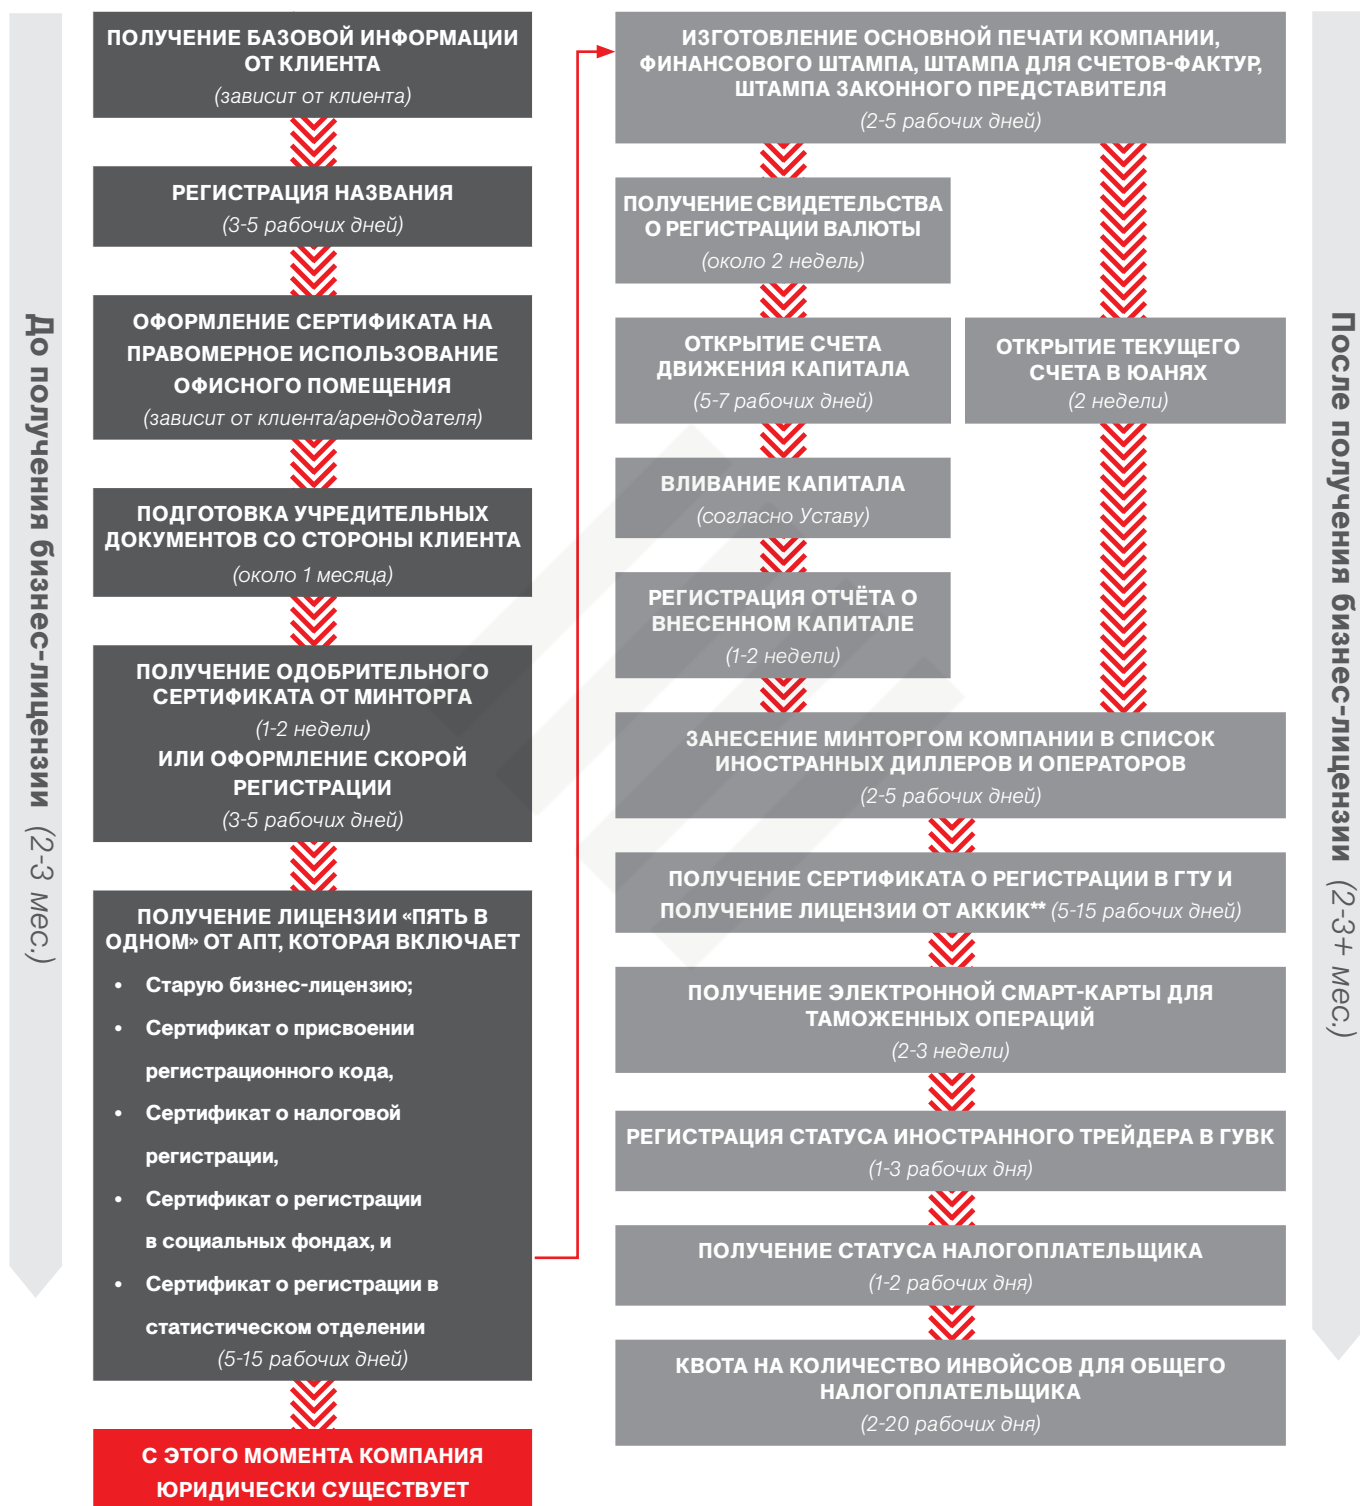 До получения бизнес-лицензии (2-3 мес.)
ПОЛУЧЕНИЕ БАЗОВОЙ ИНФОРМАЦИИ
ОТ КЛИЕНТА
(зависит от клиента)
РЕГИСТРАЦИЯ НАЗВАНИЯ
(3-5 рабочих дней)
ОФОРМЛЕНИЕ СЕРТИФИКАТА НА
ПРАВОМЕРНОЕ ИСПОЛЬЗОВАНИЕ
ОФИСНОГО ПОМЕЩЕНИЯ
(зависит от клиента/арендодателя)
ПОДГОТОВКА УЧРЕДИТЕЛЬНЫХ
ДОКУМЕНТОВ СО СТОРОНЫ КЛИЕНТА
(около 1 месяца)
ПОЛУЧЕНИЕ ОДОБРИТЕЛЬНОГО
СЕРТИФИКАТА ОТ МИНТОРГА
(1-2 недели)
ИЛИ ОФОРМЛЕНИЕ СКОРОЙ
РЕГИСТРАЦИИ
(3-5 рабочих дней)
ПОЛУЧЕНИЕ ЛИЦЕНЗИИ «ПЯТЬ В
ОДНОМ» ОТ АПТ, КОТОРАЯ ВКЛЮЧАЕТ
• Старую бизнес-лицензию;
• Сертификат о присвоении
регистрационного кода,
• Сертификат о налоговой
регистрации,
• Сертификат о регистрации
в социальных фондах, и
• Сертификат о регистрации в
статистическом отделении
(5-15 рабочих дней)
С ЭТОГО МОМЕНТА КОМПАНИЯ
ЮРИДИЧЕСКИ СУЩЕСТВУЕТ
ИЗГОТОВЛЕНИЕ ОСНОВНОЙ ПЕЧАТИ КОМПАНИИ,
ФИНАНСОВОГО ШТАМПА, ШТАМПА ДЛЯ СЧЕТОВ-ФАКТУР,
ШТАМПА ЗАКОННОГО ПРЕДСТАВИТЕЛЯ
(2-5 рабочих дней)
ПОЛУЧЕНИЕ СВИДЕТЕЛЬСТВА
О РЕГИСТРАЦИИ ВАЛЮТЫ
(около 2 недель)
ОТКРЫТИЕ СЧЕТА
ДВИЖЕНИЯ КАПИТАЛА
(5-7 рабочих дней)
ОТКРЫТИЕ ТЕКУЩЕГО
СЧЕТА В ЮАНЯХ
(2 недели)
ВЛИВАНИЕ КАПИТАЛА
(согласно Уставу)
РЕГИСТРАЦИЯ ОТЧЁТА О
ВНЕСЕННОМ КАПИТАЛЕ
(1-2 недели)
ЗАНЕСЕНИЕ МИНТОРГОМ КОМПАНИИ В СПИСОК
ИНОСТРАННЫХ ДИЛЛЕРОВ И ОПЕРАТОРОВ
(2-5 рабочих дней)
ПОЛУЧЕНИЕ СЕРТИФИКАТА О РЕГИСТРАЦИИ В ГТУ И
ПОЛУЧЕНИЕ ЛИЦЕНЗИИ ОТ АККИК** (5-15 рабочих дней)
ПОЛУЧЕНИЕ ЭЛЕКТРОННОЙ СМАРТ-КАРТЫ ДЛЯ
ТАМОЖЕННЫХ ОПЕРАЦИЙ
(2-3 недели)
РЕГИСТРАЦИЯ СТАТУСА ИНОСТРАННОГО ТРЕЙДЕРА В ГУВК
(1-3 рабочих дня)
ПОЛУЧЕНИЕ СТАТУСА НАЛОГОПЛАТЕЛЬЩИКА
(1-2 рабочих дня)
КВОТА НА КОЛИЧЕСТВО ИНВОЙСОВ ДЛЯ ОБЩЕГО
НАЛОГОПЛАТЕЛЬЩИКА
(2-20 рабочих дня)
После получения бизнес-лицензии (2-3+ мес.)